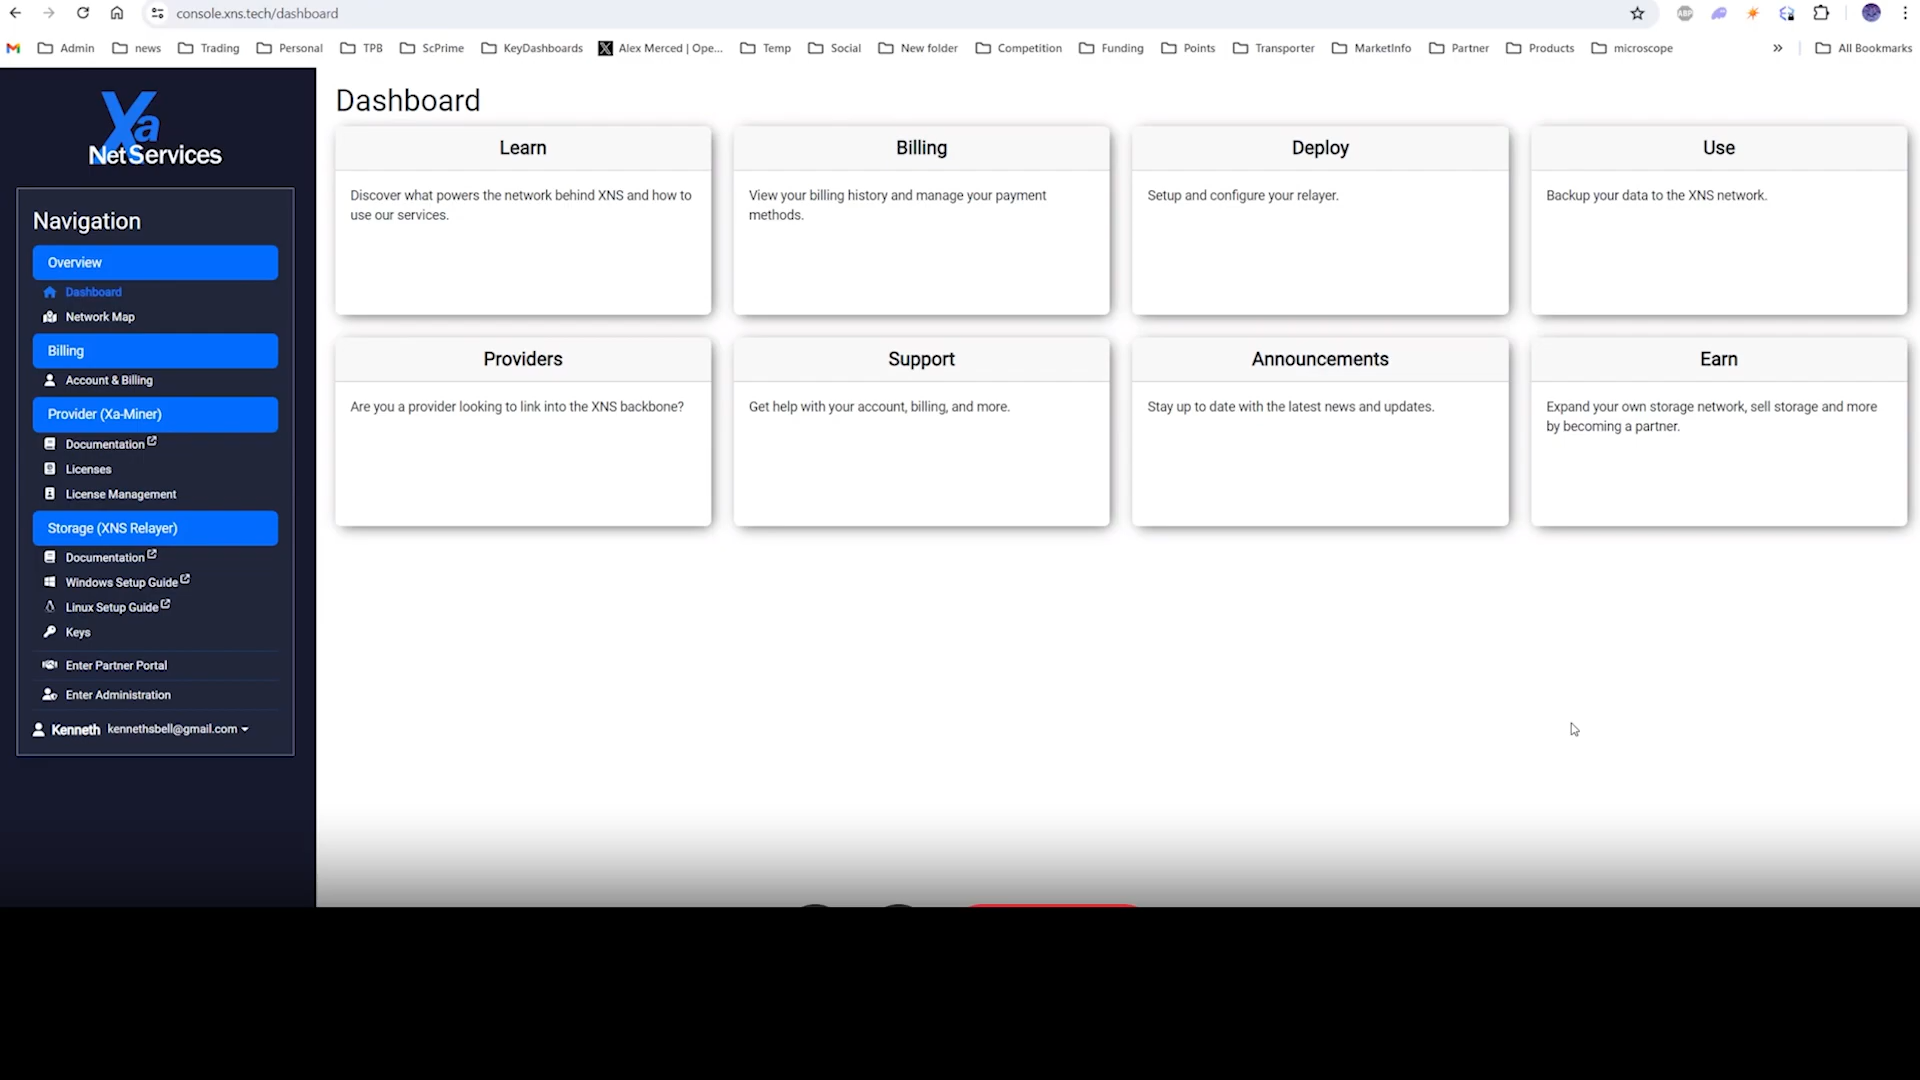 console.xns.tech/dashboard
Admin news Trading Personal TPB ScPrime KeyDashboards Alex Merced | Ope... Temp Social New folder Competition Funding Points Transporter MarketInfo Partner Products microscope » All Bookmarks
ABP
Xa
NetServices
Navigation
Overview
Dashboard
Network Map
Billing
Account & Billing
Provider (Xa-Miner)
Documentation
Licenses
License Management
Storage (XNS Relayer)
Documentation
Windows Setup Guide
Linux Setup Guide
Keys
Enter Partner Portal
Enter Administration
Kenneth kennethsbell@gmail.com
Dashboard
Learn
Discover what powers the network behind XNS and how to
use our services.
Billing
View your billing history and manage your payment
methods.
Deploy
Setup and configure your relayer.
Use
Backup your data to the XNS network.
Providers
Are you a provider looking to link into the XNS backbone?
Support
Get help with your account, billing, and more.
Announcements
Stay up to date with the latest news and updates.
Earn
Expand your own storage network, sell storage and more
by becoming a partner.